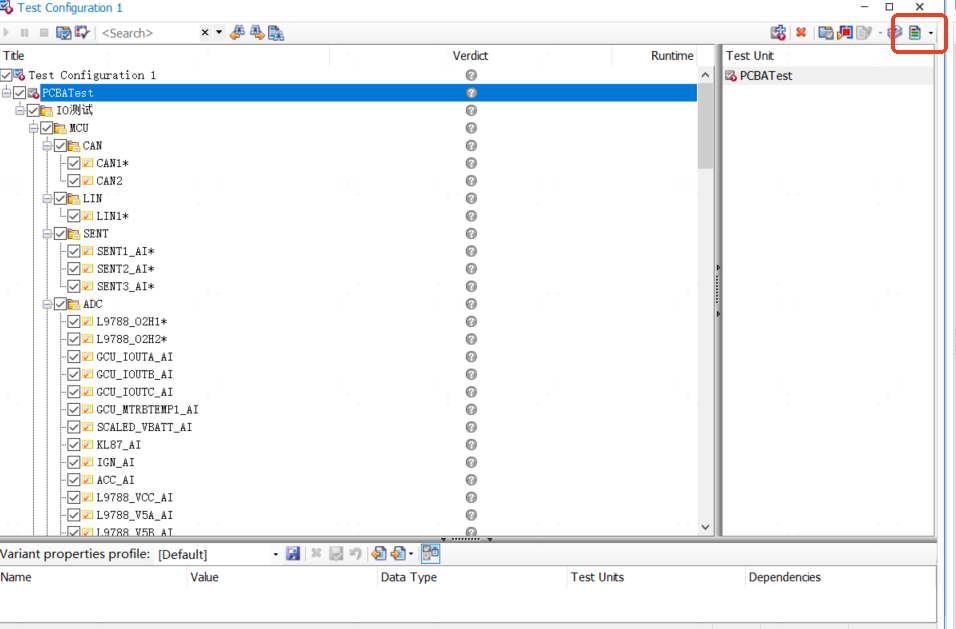 Test Configuration 1
<Search>
Title Verdict Runtime Test Unit
Test Configuration 1 PCBATest
PCBATest
IO测试
MCU
CAN
CAN1*
CAN2
LIN
LIN1*
SENT
SENT1_AI*
SENT2_AI*
SENT3_AI*
ADC
L9788_O2H1*
L9788_O2H2*
GCU_IOUTA_AI
GCU_IOUTB_AI
GCU_IOUTC_AI
GCU_MTRBTEMP1_AI
SCALED_VBATT_AI
KL87_AI
IGN_AI
ACC_AI
L9788_VCC_AI
L9788_V5A_AI
L9788_V5B_AI
Variant properties profile: [Default]
Name Value Data Type Test Units Dependencies